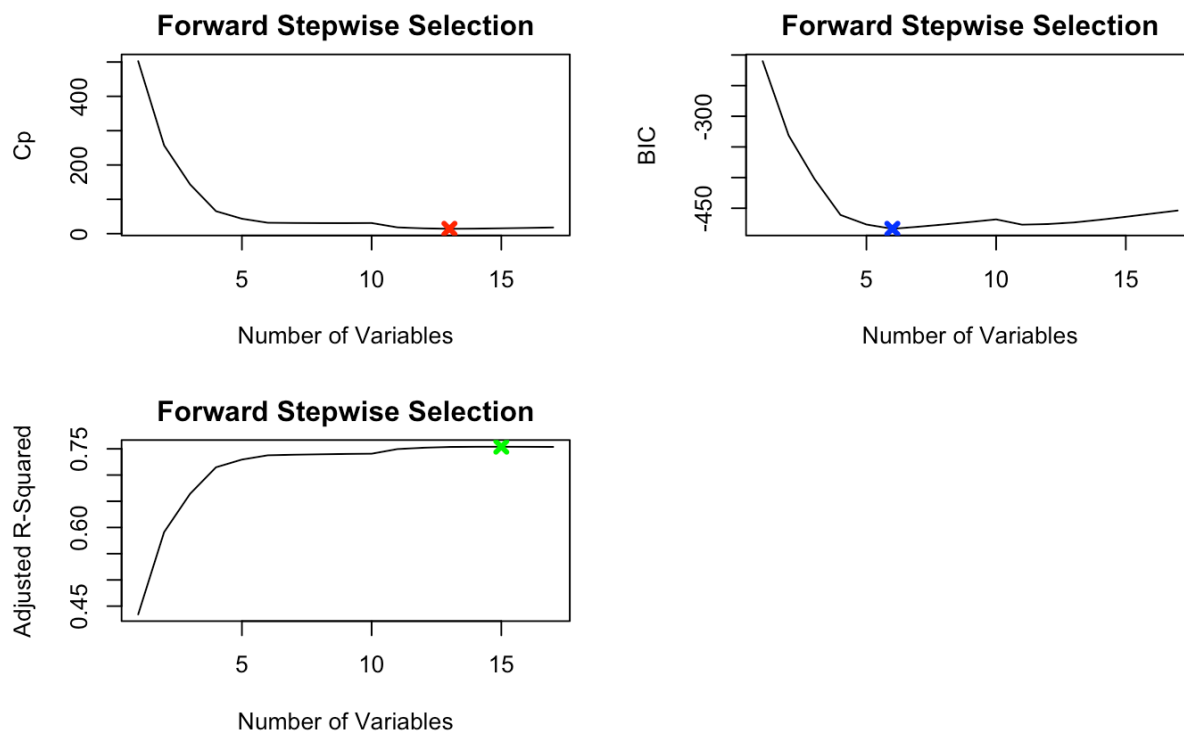 Forward Stepwise Selection
Cp
400
200
0
5 10 15
Number of Variables
Forward Stepwise Selection
BIC
-300
-450
5 10 15
Number of Variables
Forward Stepwise Selection
Adjusted R-Squared
0.75
0.60
0.45
5 10 15
Number of Variables